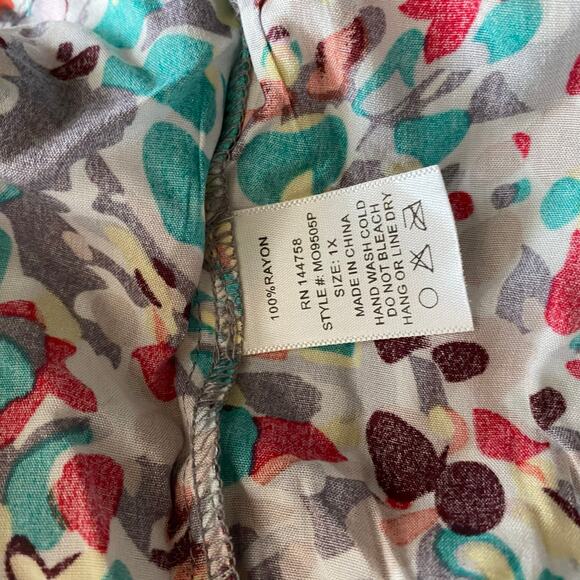 100%RAYON
RN 144758
STYLE #: MO9505P
SIZE: 1X
MADE IN CHINA
HAND WASH COLD
DO NOT BLEACH
HANG OR LINE DRY